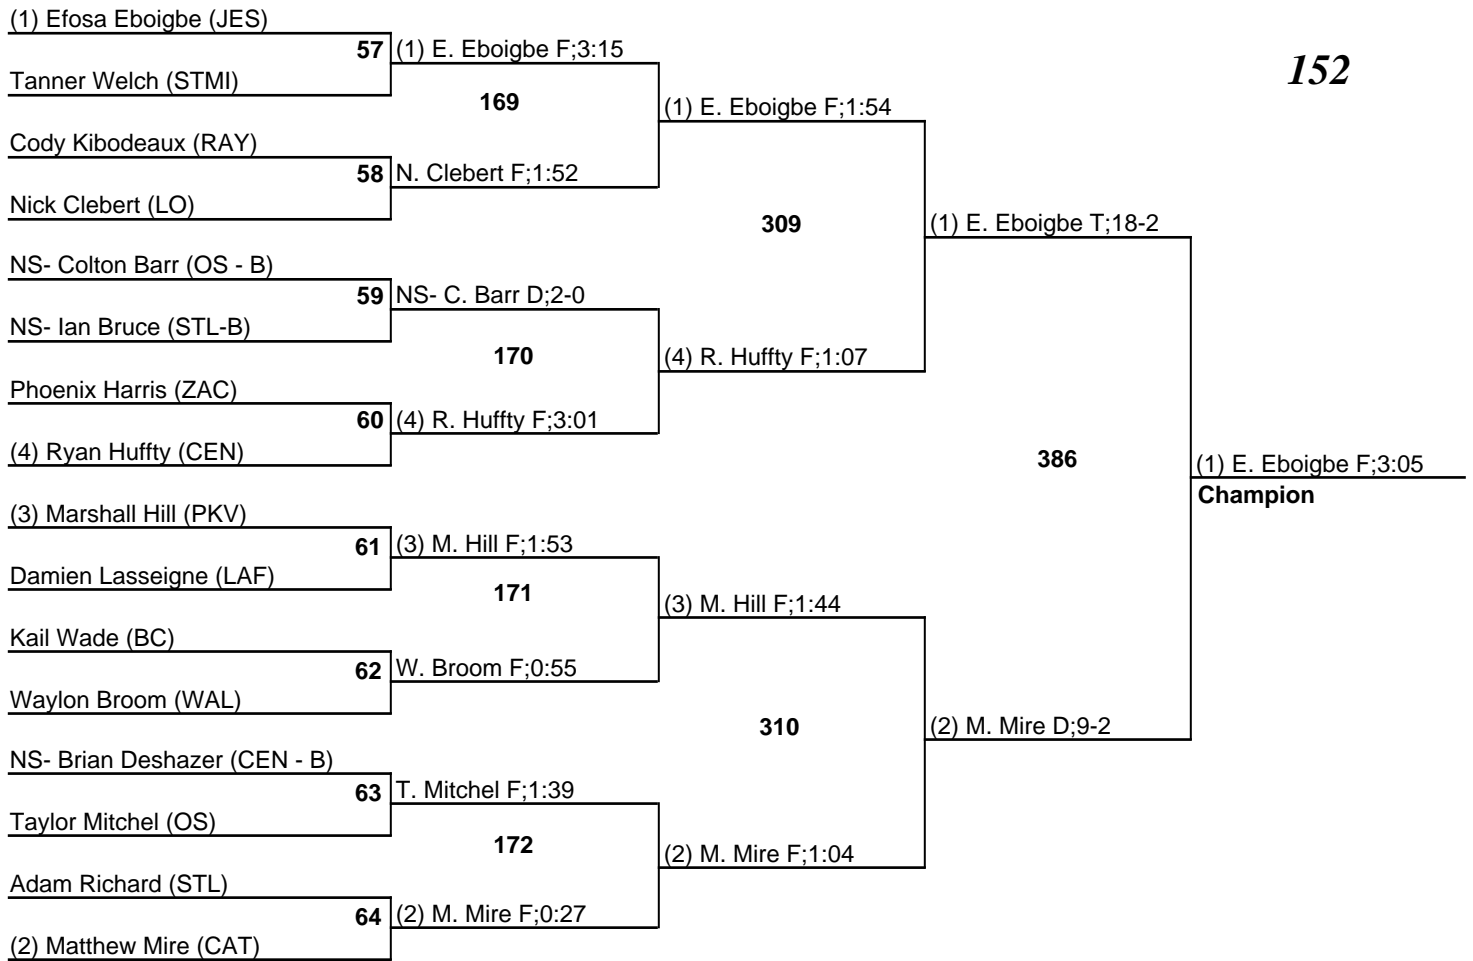 (1) Efosa Eboigbe (JES)
57 (1) E. Eboigbe F;3:15
152
Tanner Welch (STMI)
169
(1) E. Eboigbe F;1:54
Cody Kibodeaux (RAY)
58 N. Clebert F;1:52
Nick Clebert (LO)
309
(1) E. Eboigbe T;18-2
NS- Colton Barr (OS - B)
59 NS- C. Barr D;2-0
NS- Ian Bruce (STL-B)
170
(4) R. Huffty F;1:07
Phoenix Harris (ZAC)
60 (4) R. Huffty F;3:01
(4) Ryan Huffty (CEN)
386
(1) E. Eboigbe F;3:05
Champion
(3) Marshall Hill (PKV)
61 (3) M. Hill F;1:53
Damien Lasseigne (LAF)
171
(3) M. Hill F;1:44
Kail Wade (BC)
62 W. Broom F;0:55
Waylon Broom (WAL)
310
(2) M. Mire D;9-2
NS- Brian Deshazer (CEN - B)
63 T. Mitchel F;1:39
Taylor Mitchel (OS)
172
(2) M. Mire F;1:04
Adam Richard (STL)
64 (2) M. Mire F;0:27
(2) Matthew Mire (CAT)